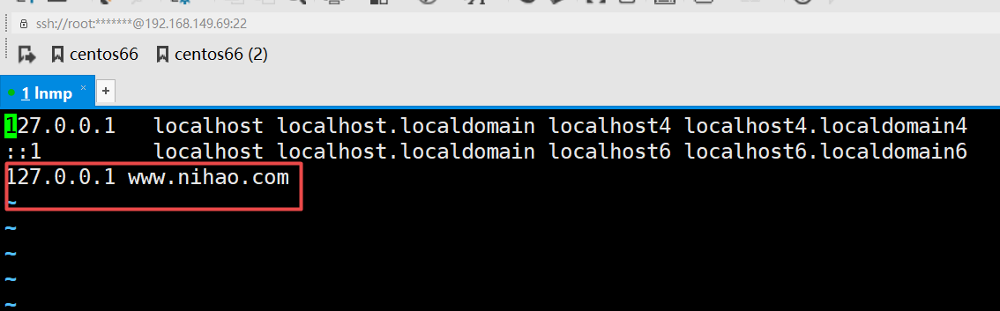 ssh://root:*******@192.168.149.69:22
centos66 centos66 (2)
1 lnmp × +
127.0.0.1 localhost localhost.localdomain localhost4 localhost4.localdomain4
::1 localhost localhost.localdomain localhost6 localhost6.localdomain6
127.0.0.1 www.nihao.com
~
~
~
~
~